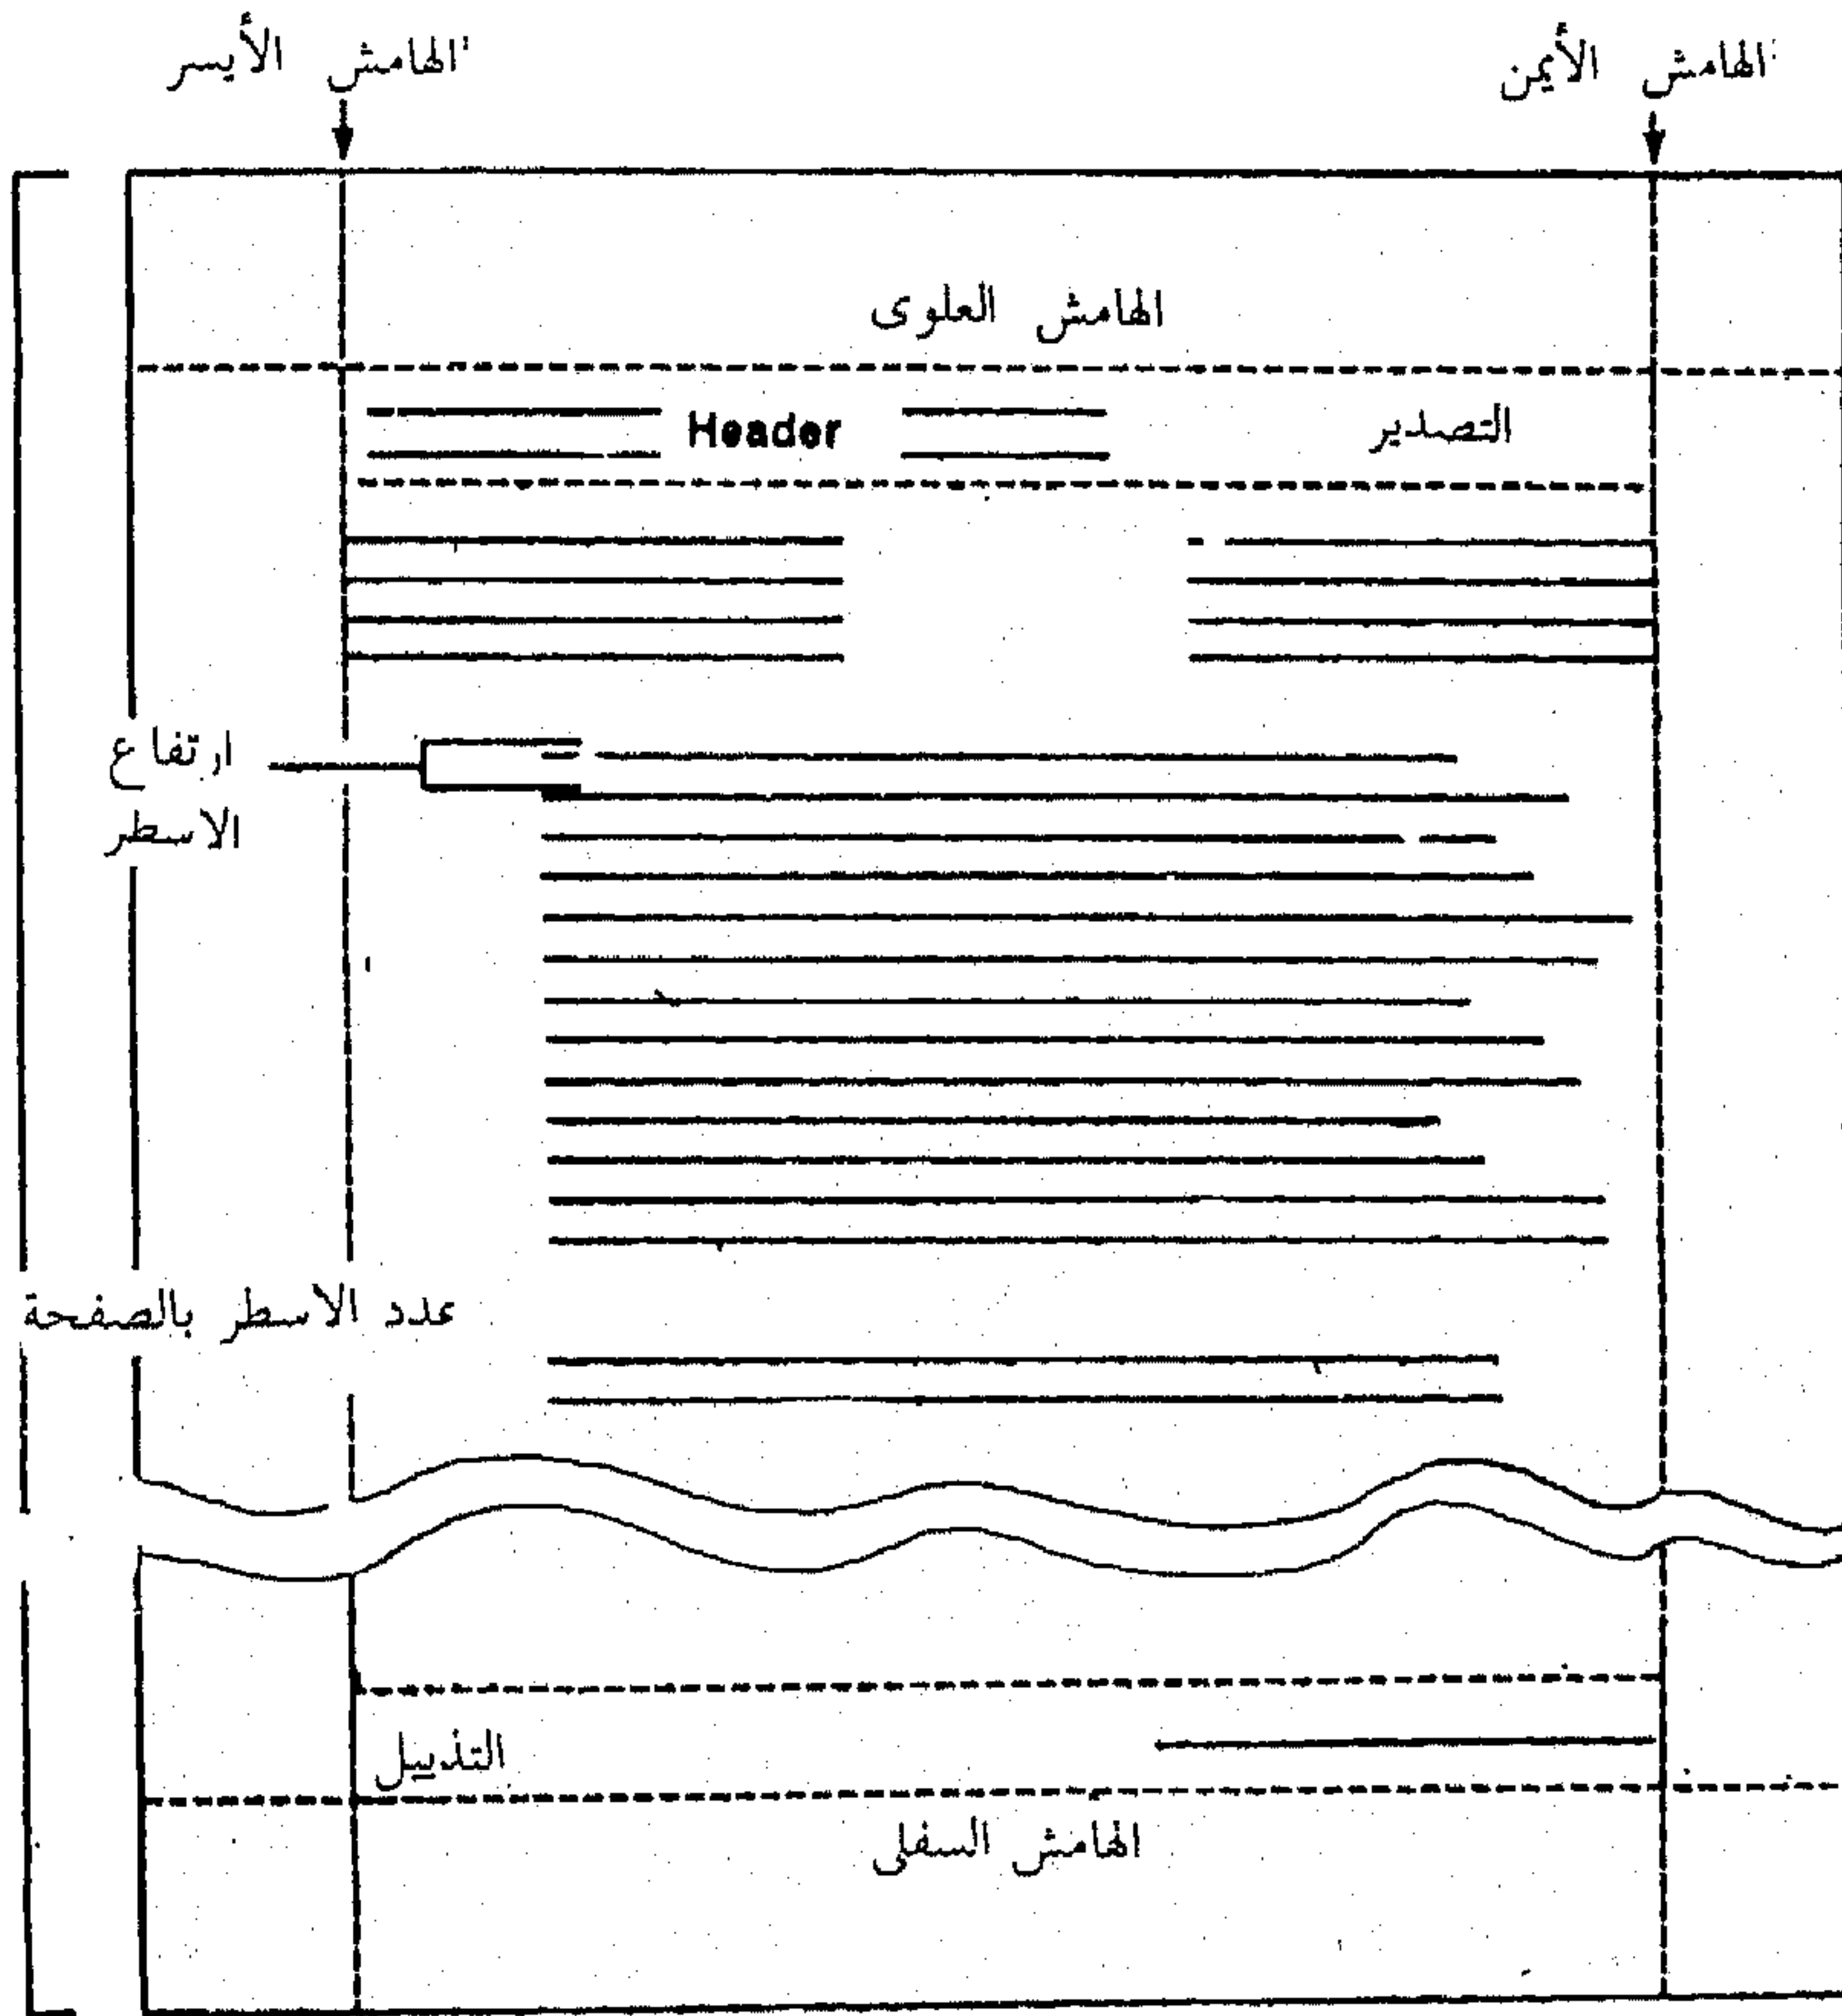 الهامش الأيمن
الهامش الأيسر
الهامش العلوى
التصدير
Header
ارتفاع
الاسطر
عدد الاسطر بالصفحة
التذييل
الهامش السفلى